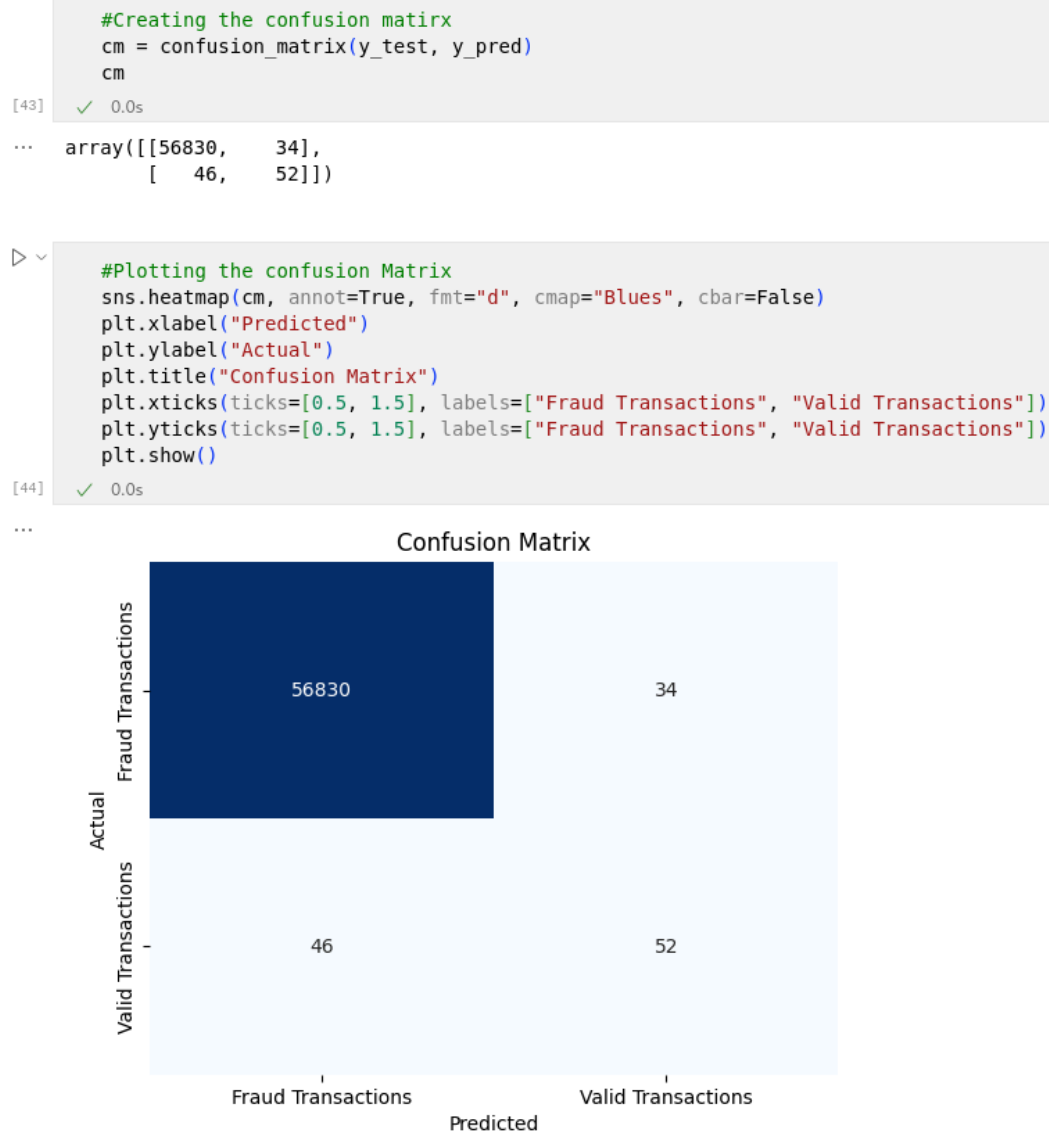 #Creating the confusion matirx
cm = confusion_matrix(y_test, y_pred)
cm
[43] ✓ 0.0s
... array([[56830,    34],
       [   46,    52]])
#Plotting the confusion Matrix
sns.heatmap(cm, annot=True, fmt="d", cmap="Blues", cbar=False)
plt.xlabel("Predicted")
plt.ylabel("Actual")
plt.title("Confusion Matrix")
plt.xticks(ticks=[0.5, 1.5], labels=["Fraud Transactions", "Valid Transactions"])
plt.yticks(ticks=[0.5, 1.5], labels=["Fraud Transactions", "Valid Transactions"])
plt.show()
[44] ✓ 0.0s
...
Confusion Matrix
Actual
Fraud Transactions
56830 34
Valid Transactions
46 52
Fraud Transactions Valid Transactions
Predicted